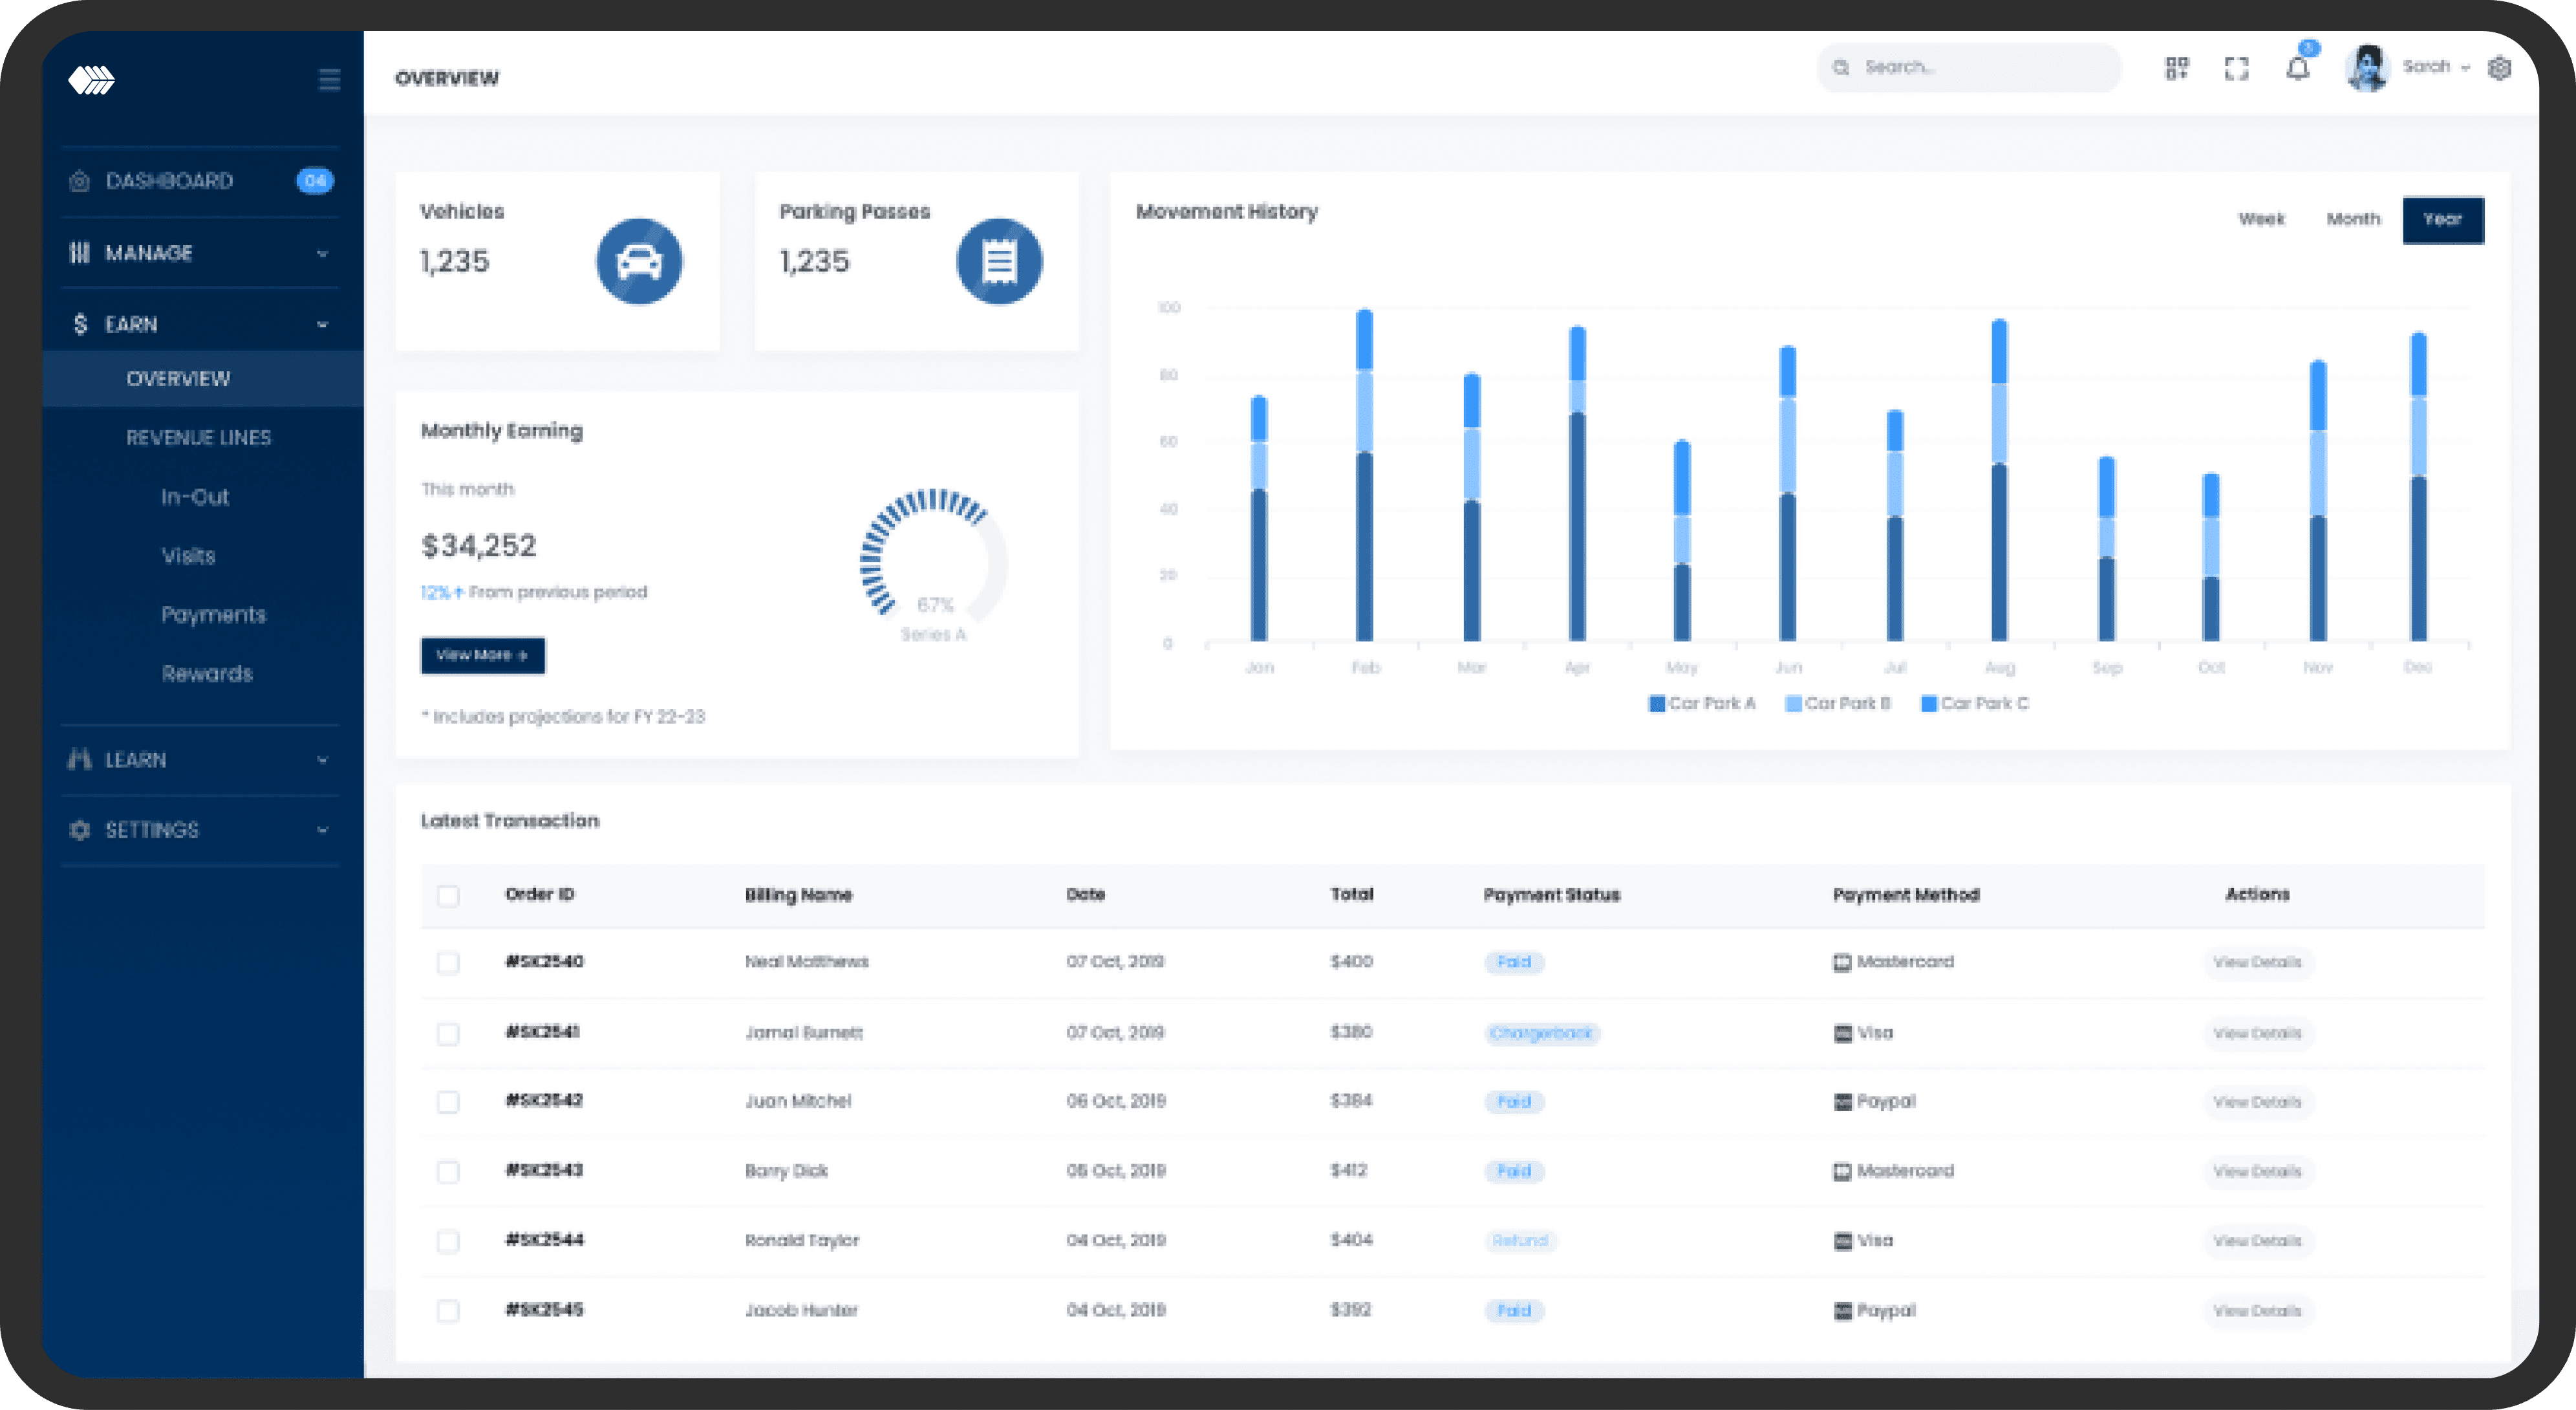 OVERVIEW
Search...
Sarah
DASHBOARD 04
MANAGE
EARN
OVERVIEW
REVENUE LINES
In-Out
Visits
Payments
Rewards
LEARN
SETTINGS
Vehicles
1,235
Parking Passes
1,235
Monthly Earning
This month
$34,252
12% From previous period
View More →
* Includes projections for FY 22-23
67%
Series A
Movement History
Week Month Year
100
80
60
40
20
0
Jan Feb Mar Apr May Jun Jul Aug Sep Oct Nov Dec
Car Park A Car Park B Car Park C
Latest Transaction
Order ID Billing Name Date Total Payment Status Payment Method Actions
#SK2540 Neal Matthews 07 Oct, 2019 $400 Paid Mastercard View Details
#SK2541 Jamal Burnett 07 Oct, 2019 $380 Chargerback Visa View Details
#SK2542 Juan Mitchel 06 Oct, 2019 $384 Paid Paypal View Details
#SK2543 Barry Dick 05 Oct, 2019 $412 Paid Mastercard View Details
#SK2544 Ronald Taylor 04 Oct, 2019 $404 Refund Visa View Details
#SK2545 Jacob Hunter 04 Oct, 2019 $392 Paid Paypal View Details